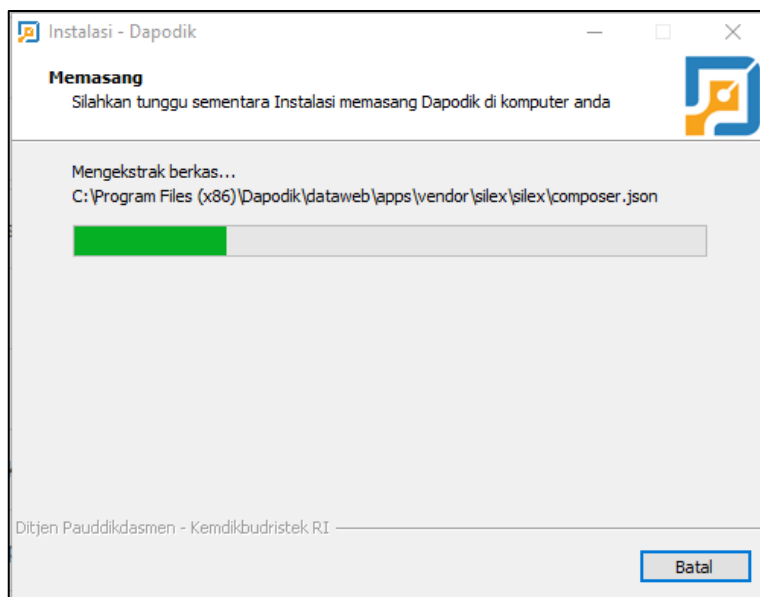 Instalasi - Dapodik
Memasang
Silahkan tunggu sementara Instalasi memasang Dapodik di komputer anda
Mengekstrak berkas...
C:\Program Files (x86)\Dapodik\dataweb\apps\vendor\silex\silex\composer.json
Ditjen Pauddikdasmen - Kemdikbudristek RI
Batal